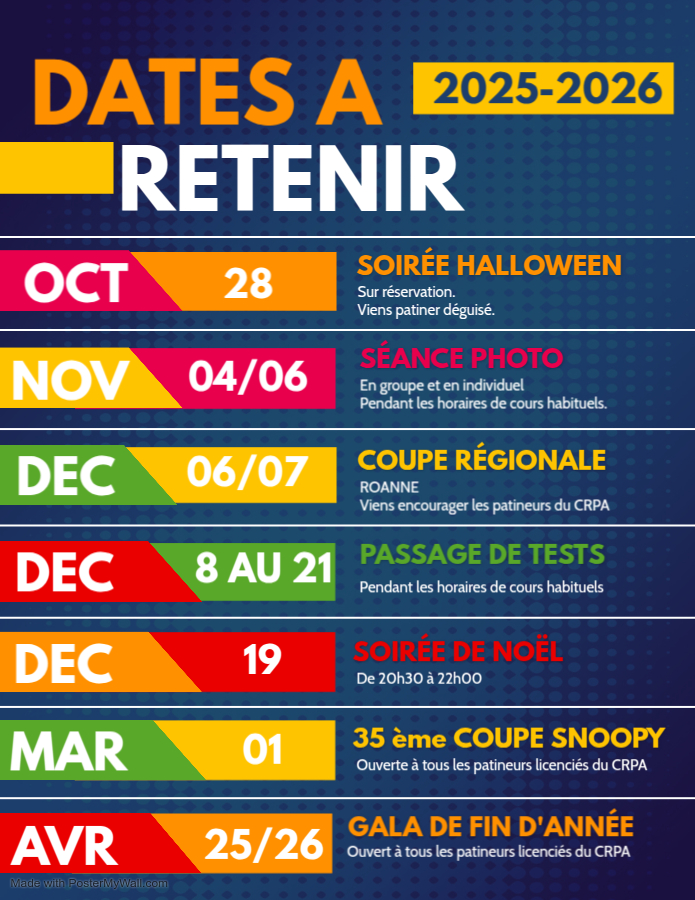 DATES A
2025-2026
RETENIR
OCT
28
SOIRÉE HALLOWEEN
Sur réservation.
Viens patiner déguisé.
NOV
04/06
SÉANCE PHOTO
En groupe et en individuel
Pendant les horaires de cours habituels.
DEC
06/07
COUPE RÉGIONALE
ROANNE
Viens encourager les patineurs du CRPA
DEC
8 AU 21
PASSAGE DE TESTS
Pendant les horaires de cours habituels
DEC
19
SOIRÉE DE NOËL
De 20h30 à 22h00
MAR
01
35 ème COUPE SNOOPY
Ouverte à tous les patineurs licenciés du CRPA
AVR
25/26
GALA DE FIN D'ANNÉE
Ouvert à tous les patineurs licenciés du CRPA
Made with PosterMyWall.com